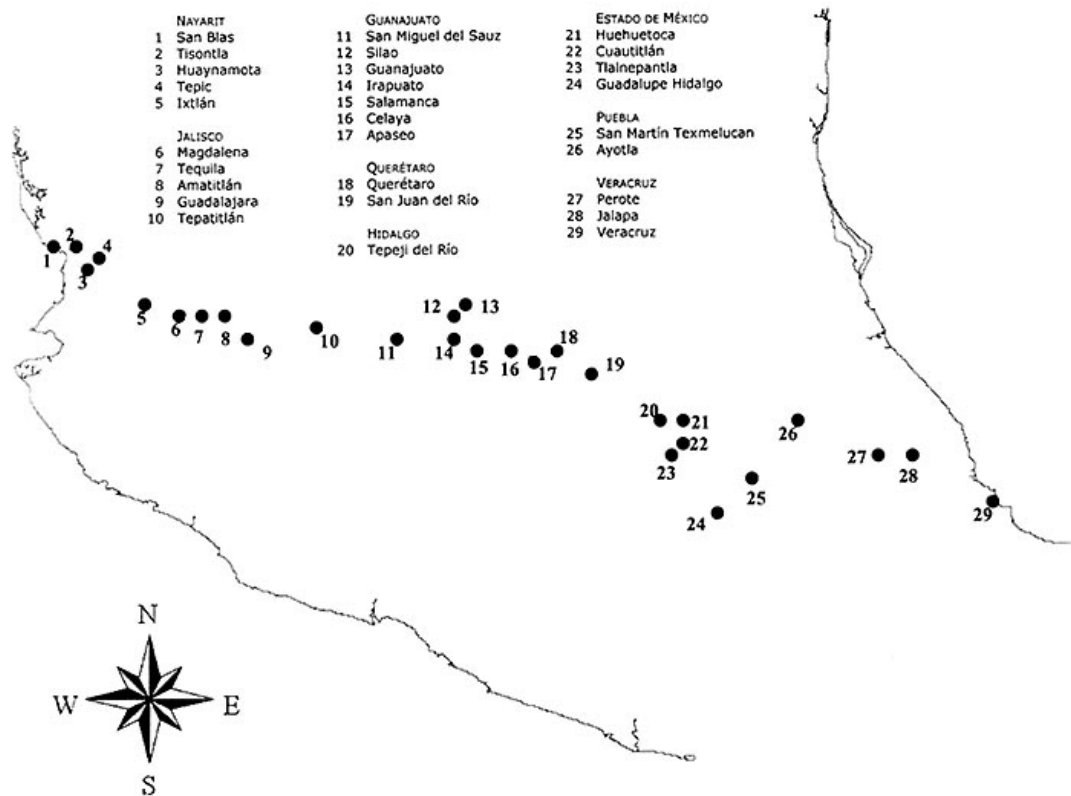 NAYARIT
1 San Blas
2 Tisontla
3 Huaynamota
4 Tepic
5 Ixtlán
JALISCO
6 Magdalena
7 Tequila
8 Amatitlán
9 Guadalajara
10 Tepatitlán
GUANAJUATO
11 San Miguel del Sauz
12 Silao
13 Guanajuato
14 Irapuato
15 Salamanca
16 Celaya
17 Apaseo
QUERÉTARO
18 Querétaro
19 San Juan del Río
HIDALGO
20 Tepeji del Río
ESTADO DE MÉXICO
21 Huehuetoca
22 Cuautitlán
23 Tlalnepantla
24 Guadalupe Hidalgo
PUEBLA
25 San Martín Texmelucan
26 Ayotla
VERACRUZ
27 Perote
28 Jalapa
29 Veracruz
1
2
3
4
5
6
7
8
9
10
11
12
13
14
15
16
17
18
19
20
21
22
23
24
25
26
27
28
29
N
W
E
S